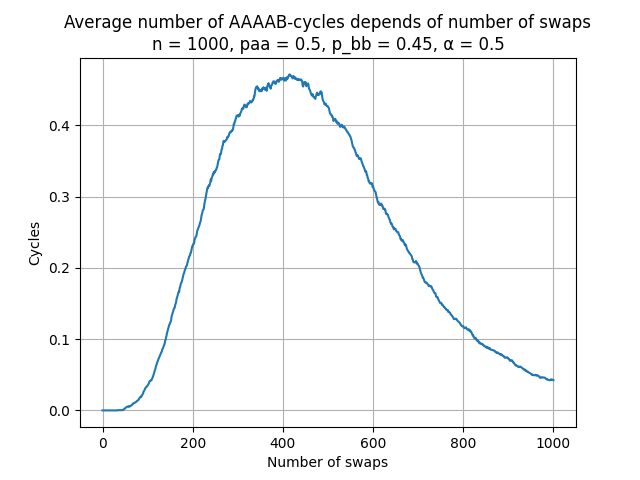 Average number of AAAAB-cycles depends of number of swaps
n = 1000, paa = 0.5, p_bb = 0.45, α = 0.5
Cycles
0.4
0.3
0.2
0.1
0.0
0 200 400 600 800 1000
Number of swaps